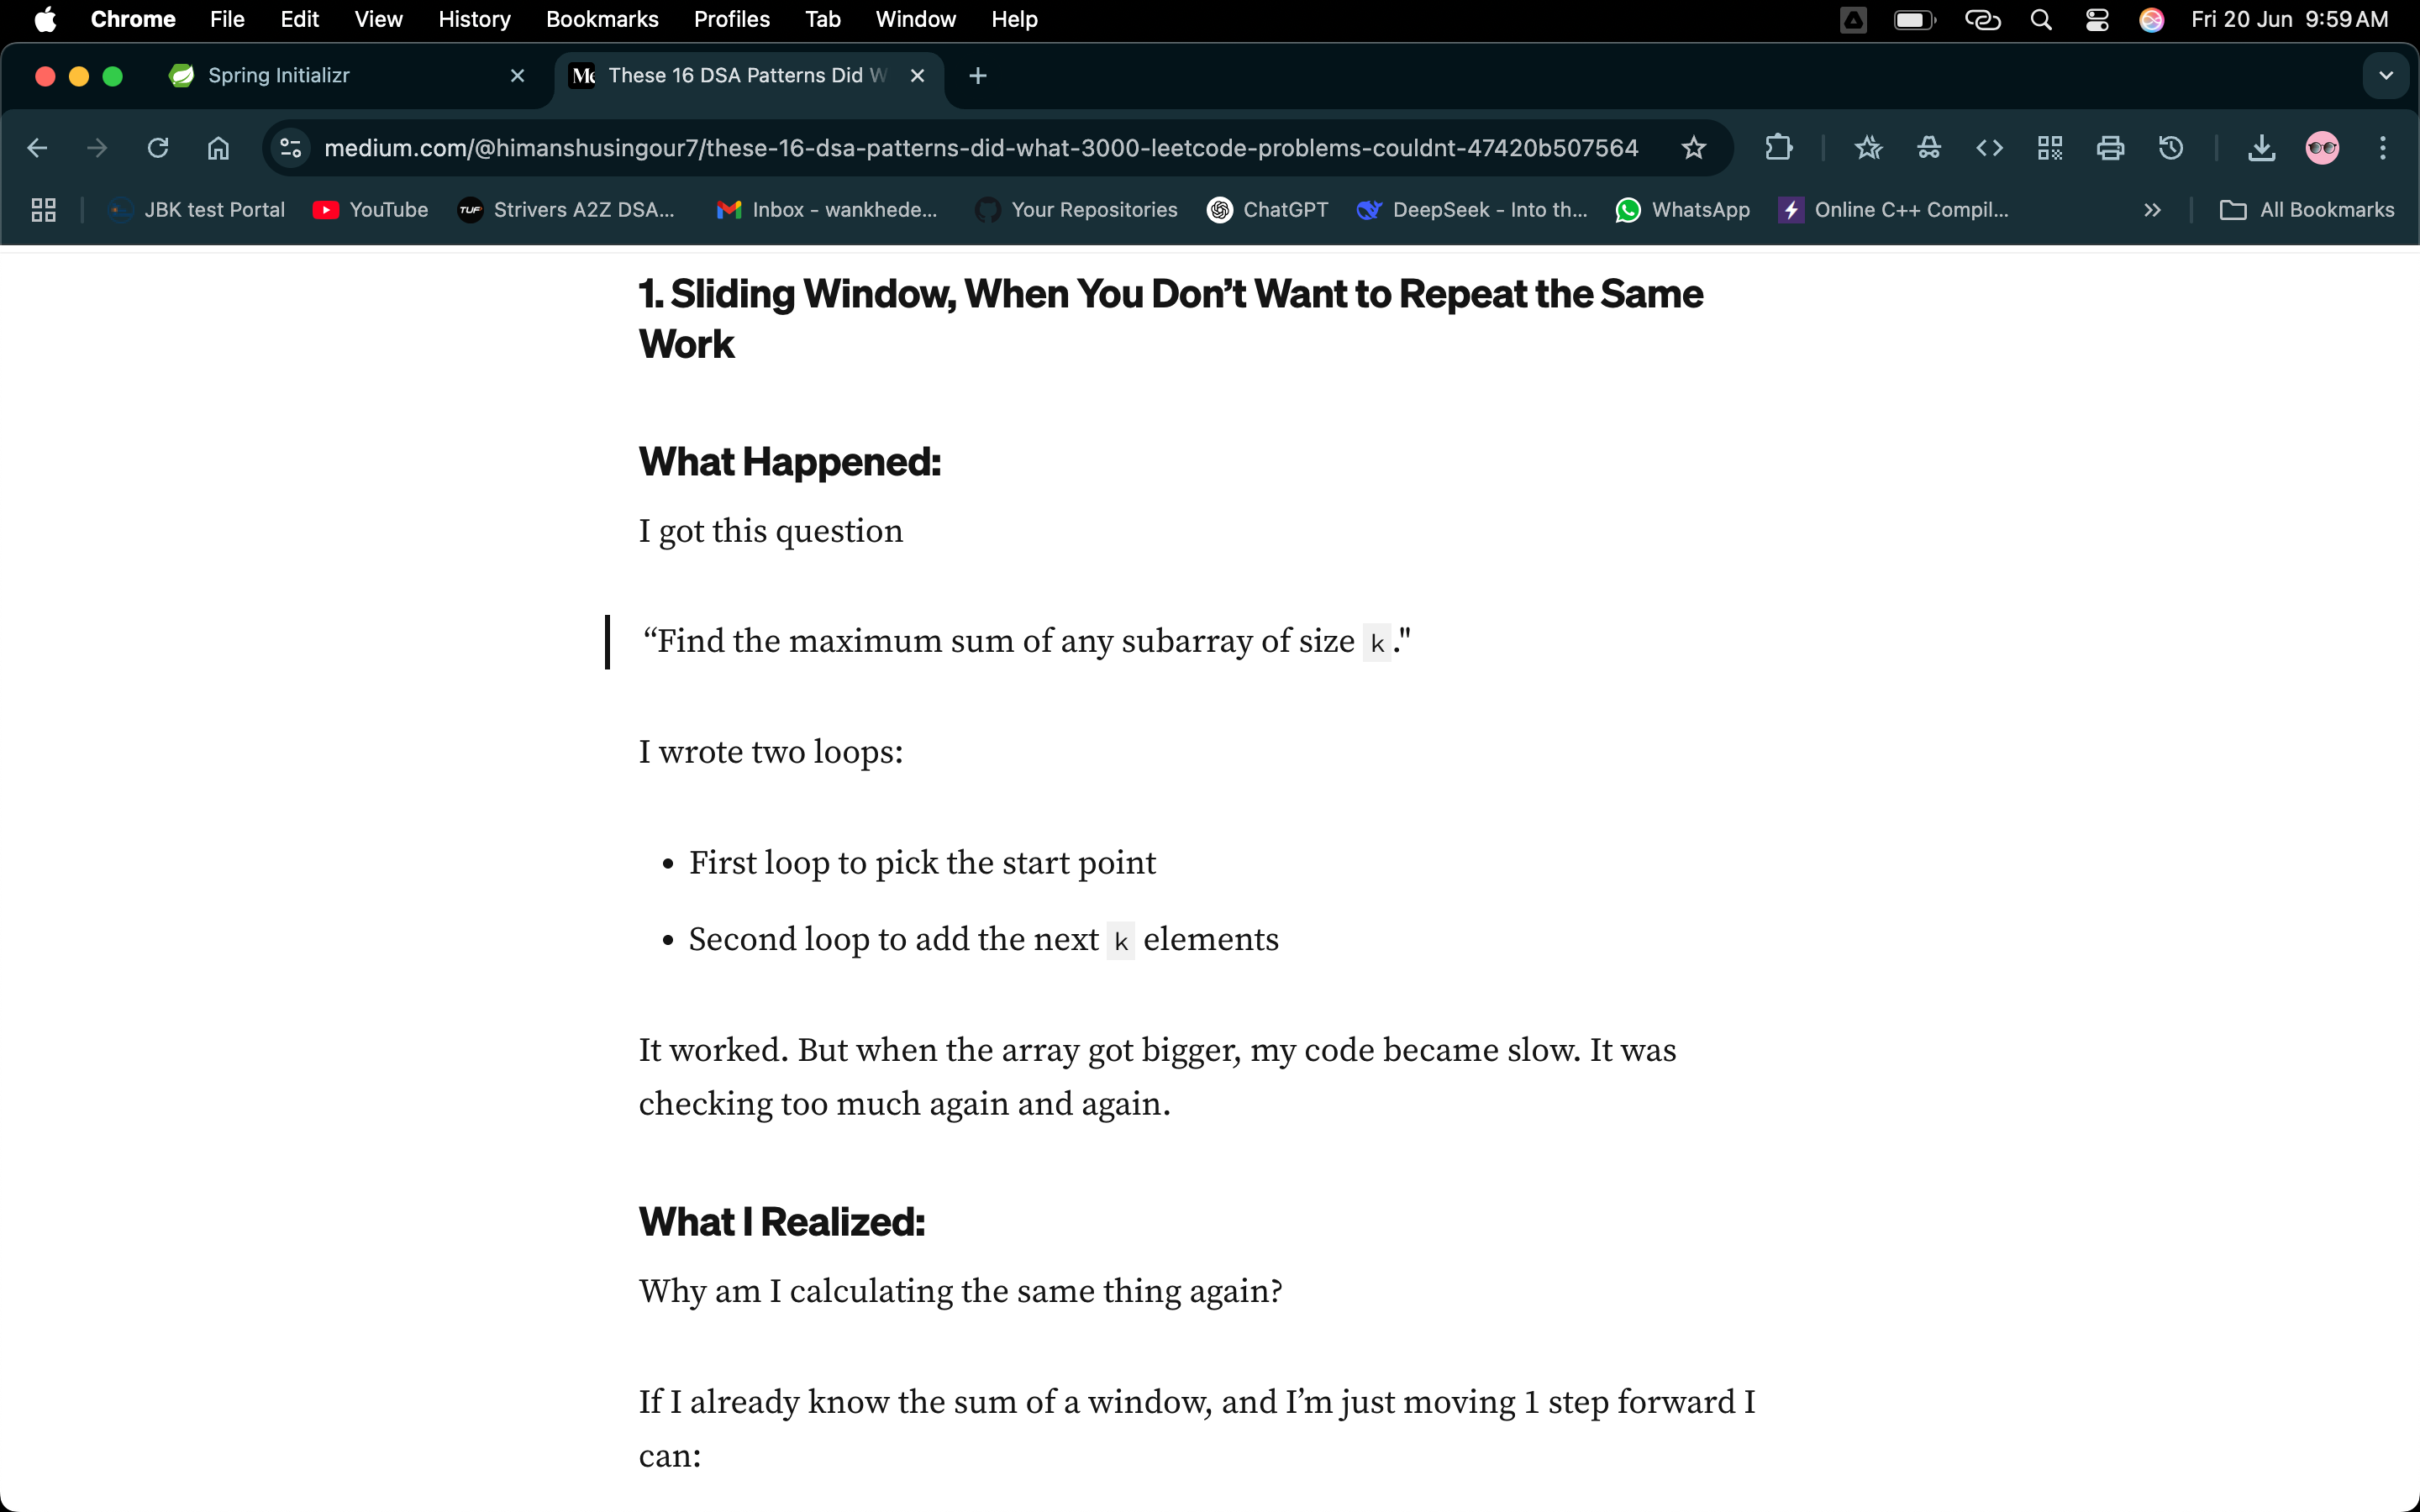 Chrome File Edit View History Bookmarks Profiles Tab Window Help Fri 20 Jun 9:59 AM
Spring Initializr These 16 DSA Patterns Did W
medium.com/@himanshusingour7/these-16-dsa-patterns-did-what-3000-leetcode-problems-couldnt-47420b507564
JBK test Portal YouTube TUF Strivers A2Z DSA... Inbox - wankhede... Your Repositories ChatGPT DeepSeek - Into th... WhatsApp Online C++ Compil... All Bookmarks
1. Sliding Window, When You Don’t Want to Repeat the Same
Work
What Happened:
I got this question
“Find the maximum sum of any subarray of size k."
I wrote two loops:
• First loop to pick the start point
• Second loop to add the next k elements
It worked. But when the array got bigger, my code became slow. It was
checking too much again and again.
What I Realized:
Why am I calculating the same thing again?
If I already know the sum of a window, and I’m just moving 1 step forward I
can: